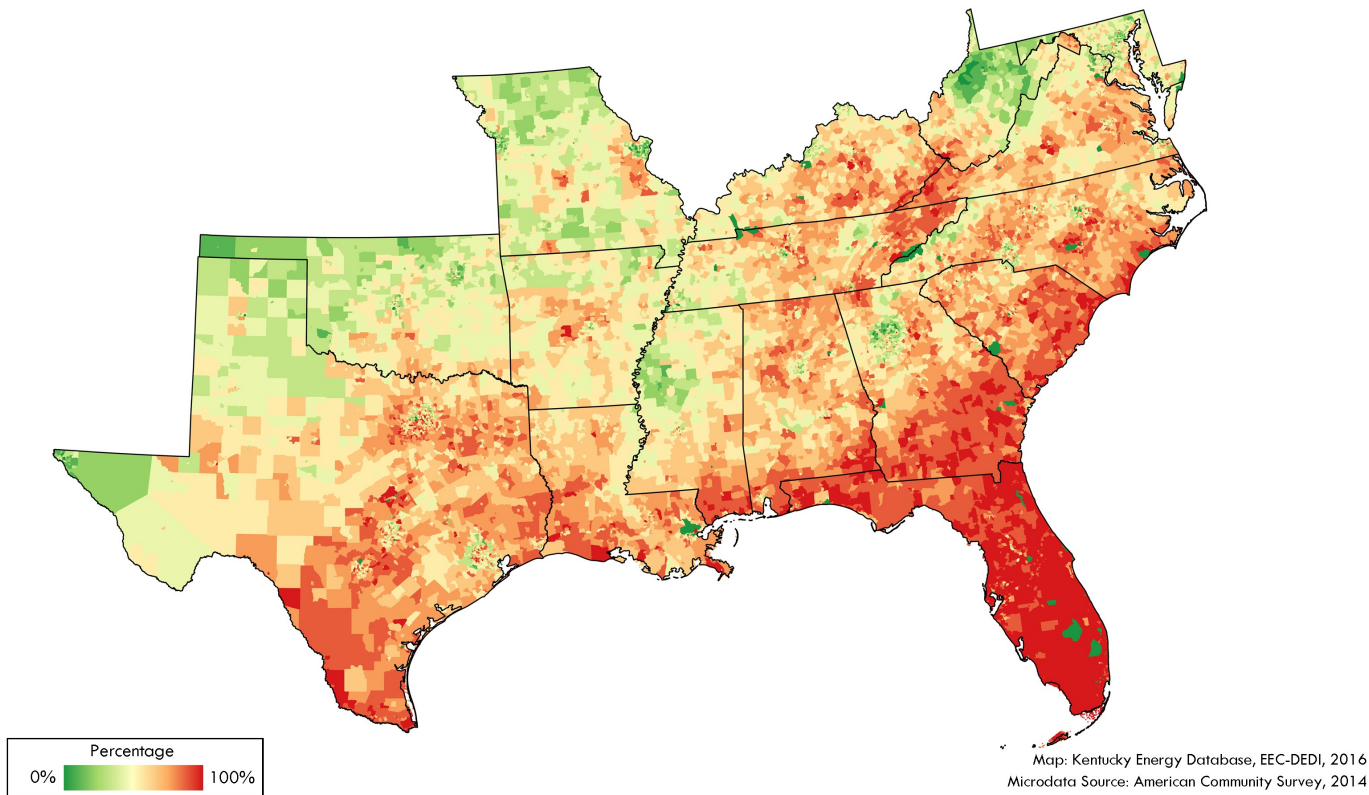 Percentage
0% 100%
Map: Kentucky Energy Database, EEC-DEDI, 2016
Microdata Source: American Community Survey, 2014